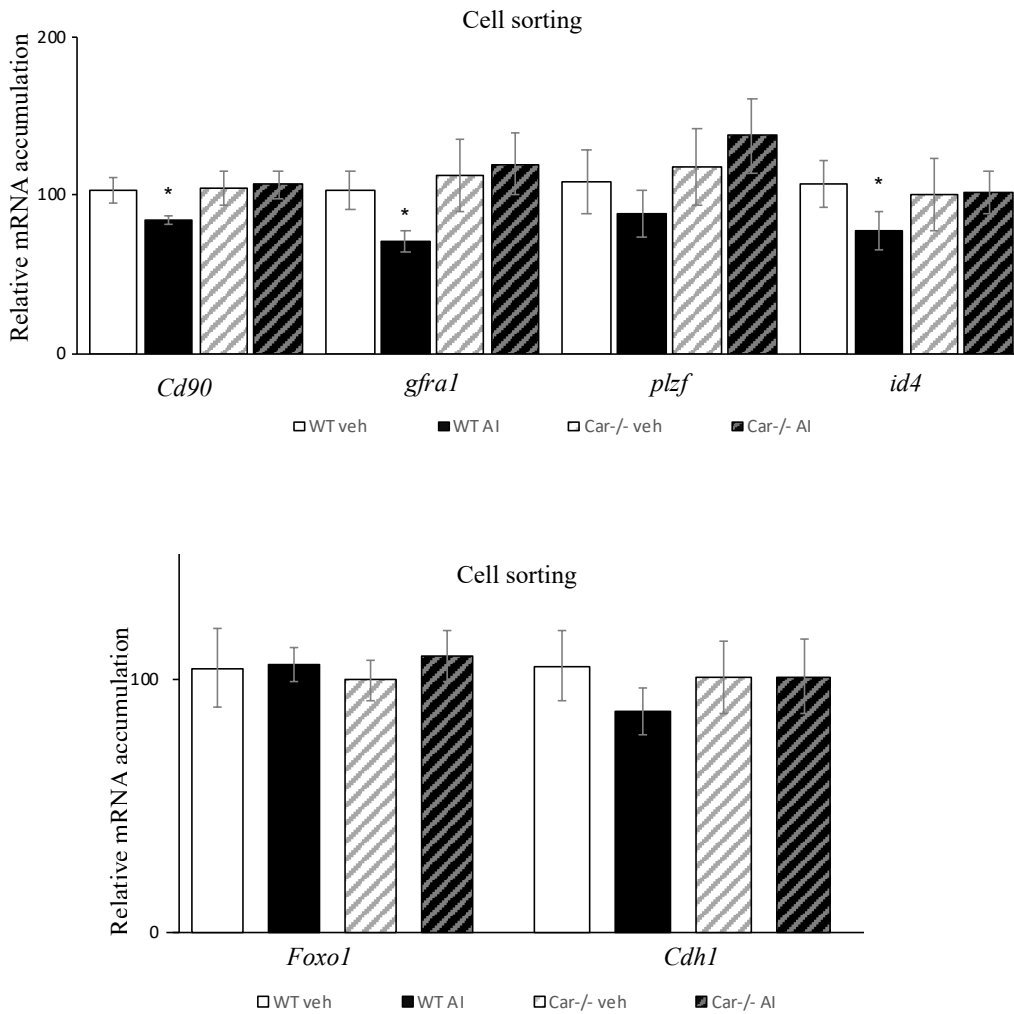 Cell sorting
Relative mRNA accumulation
200
100
0
*
*
*
Cd90 gfra1 plzf id4
WT veh WT AI Car-/- veh Car-/- AI
Cell sorting
Relative mRNA accumulation
100
0
Foxo1 Cdh1
WT veh WT AI Car-/- veh Car-/- AI